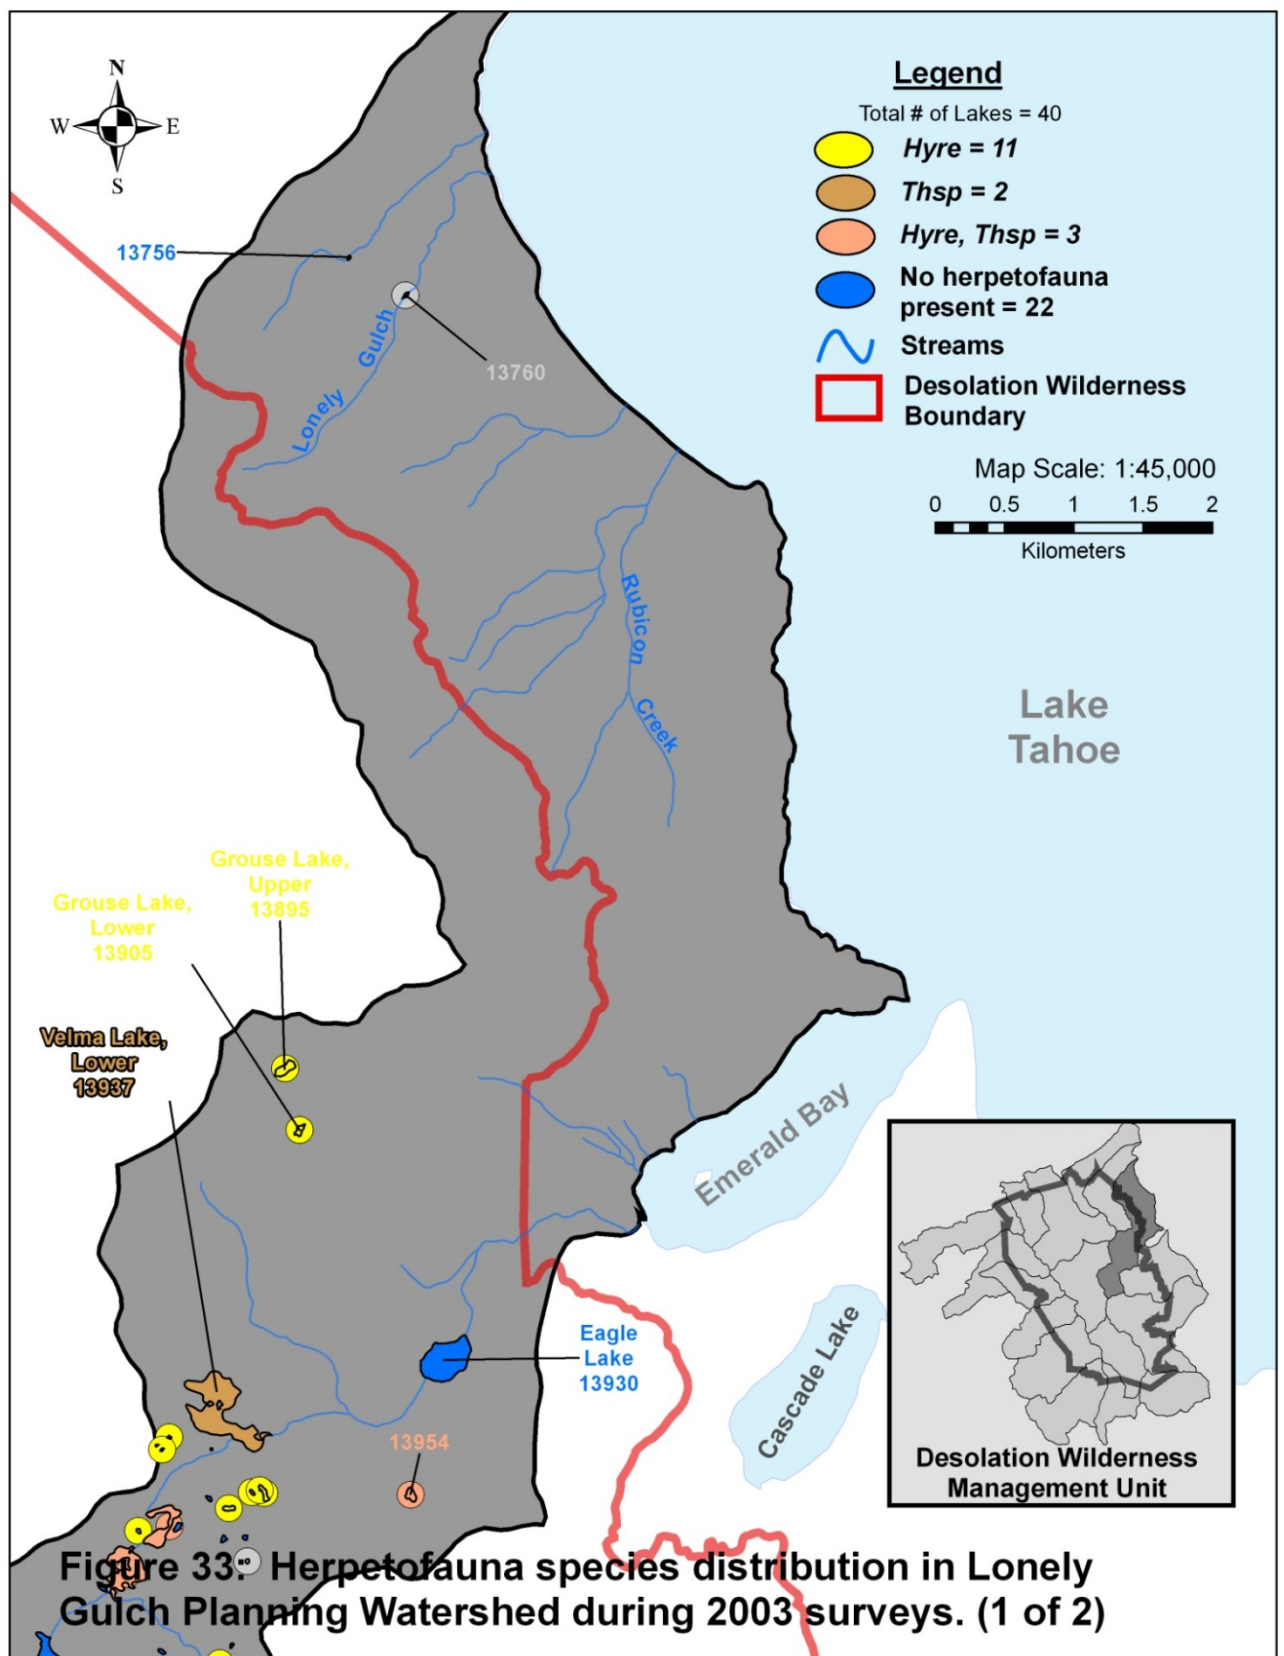 N
W
E
S
Legend
Total # of Lakes = 40
Hyre = 11
Thsp = 2
Hyre, Thsp = 3
No herpetofauna
present = 22
Streams
Desolation Wilderness
Boundary
Map Scale: 1:45,000
0 0.5 1 1.5 2
Kilometers
13756
13760
Lonely Gulch
Rubicon
Creek
Lake
Tahoe
Grouse Lake,
Upper
13895
Grouse Lake,
Lower
13905
Velma Lake,
Lower
13937
Emerald Bay
Eagle
Lake
13930
Cascade Lake
13954
Desolation Wilderness
Management Unit
Figure 33. Herpetofauna species distribution in Lonely
Gulch Planning Watershed during 2003 surveys. (1 of 2)